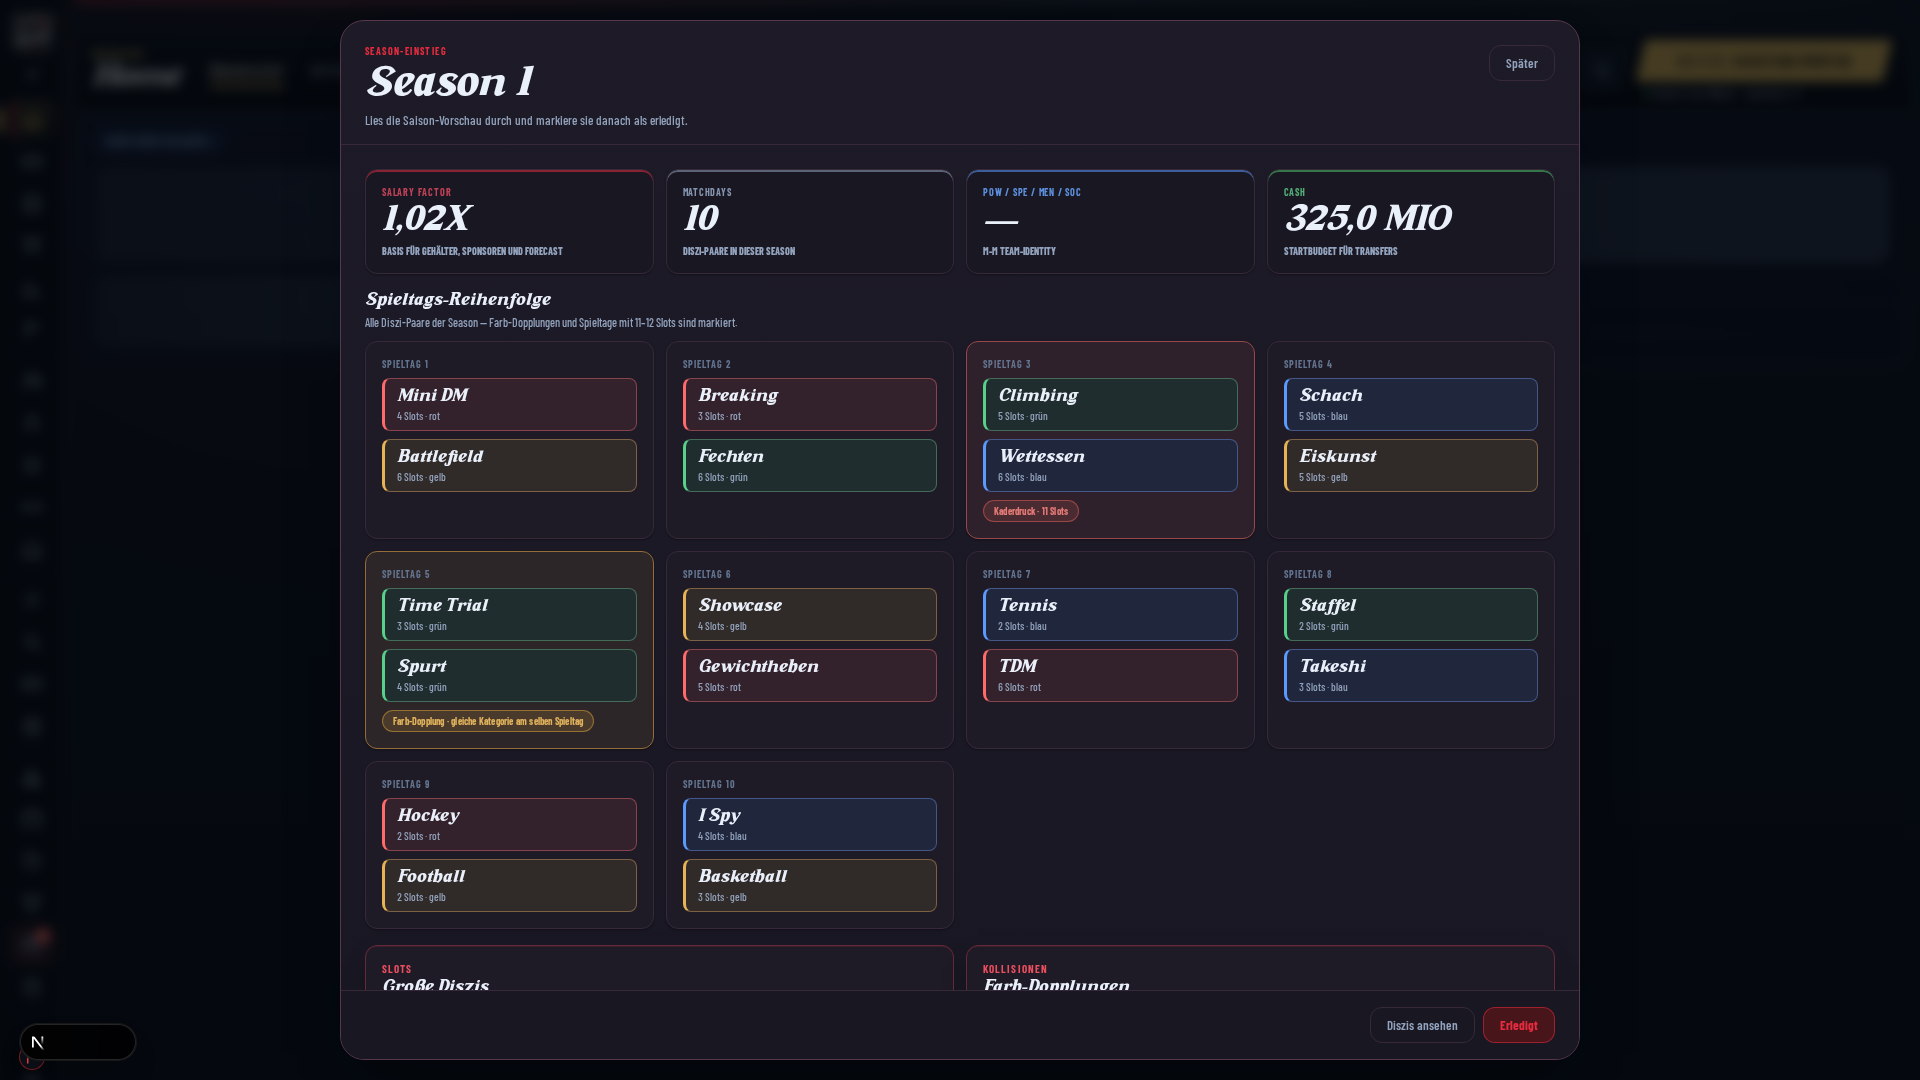 SEASON-EINSTIEG
Season 1
Später
Lies die Saison-Vorschau durch und markiere sie danach als erledigt.
SALARY FACTOR
1,02X
BASIS FÜR GEHÄLTER, SPONSOREN UND FORECAST
MATCHDAYS
10
DISZI-PAARE IN DIESER SEASON
POW / SPE / MEN / SOC
—
M-M TEAM-IDENTITY
CASH
325,0 MIO
STARTBUDGET FÜR TRANSFERS
Spieltags-Reihenfolge
Alle Diszi-Paare der Season — Farb-Dopplungen und Spieltage mit 11–12 Slots sind markiert.
SPIELTAG 1
Mini DM
4 Slots · rot
Battlefield
6 Slots · gelb
SPIELTAG 2
Breaking
3 Slots · rot
Fechten
6 Slots · grün
SPIELTAG 3
Climbing
5 Slots · grün
Wettessen
6 Slots · blau
Kaderdruck · 11 Slots
SPIELTAG 4
Schach
5 Slots · blau
Eiskunst
5 Slots · gelb
SPIELTAG 5
Time Trial
3 Slots · grün
Spurt
4 Slots · grün
Farb-Dopplung · gleiche Kategorie am selben Spieltag
SPIELTAG 6
Showcase
4 Slots · gelb
Gewichtheben
5 Slots · rot
SPIELTAG 7
Tennis
2 Slots · blau
TDM
6 Slots · rot
SPIELTAG 8
Staffel
2 Slots · grün
Takeshi
3 Slots · blau
SPIELTAG 9
Hockey
2 Slots · rot
Football
2 Slots · gelb
SPIELTAG 10
I Spy
4 Slots · blau
Basketball
3 Slots · gelb
SLOTS
Große Diszis
KOLLISIONEN
Farb-Dopplungen
Diszis ansehen
Erledigt
N